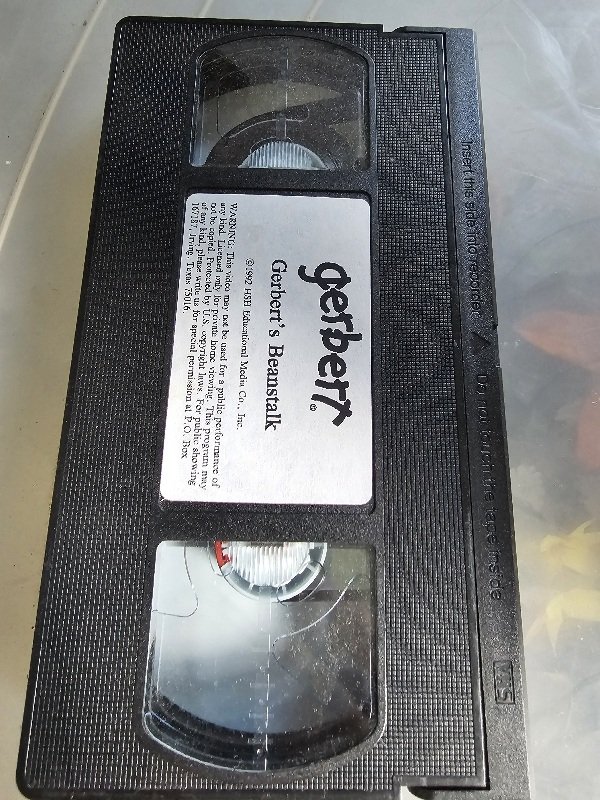 gerbert®
Gerbert's Beanstalk
©1992 HSH Educational Media Co., Inc.
WARNING: This video may not be used for a public performance of
any kind. Licensed only for private home viewing. This program may
not be copied. Protected by U.S. copyright laws. For public showing
of any kind, please write us for special permission at P.O. Box
167187, Irving, Texas 75016.
Insert this side into recorder Do not touch the tape inside
VHS